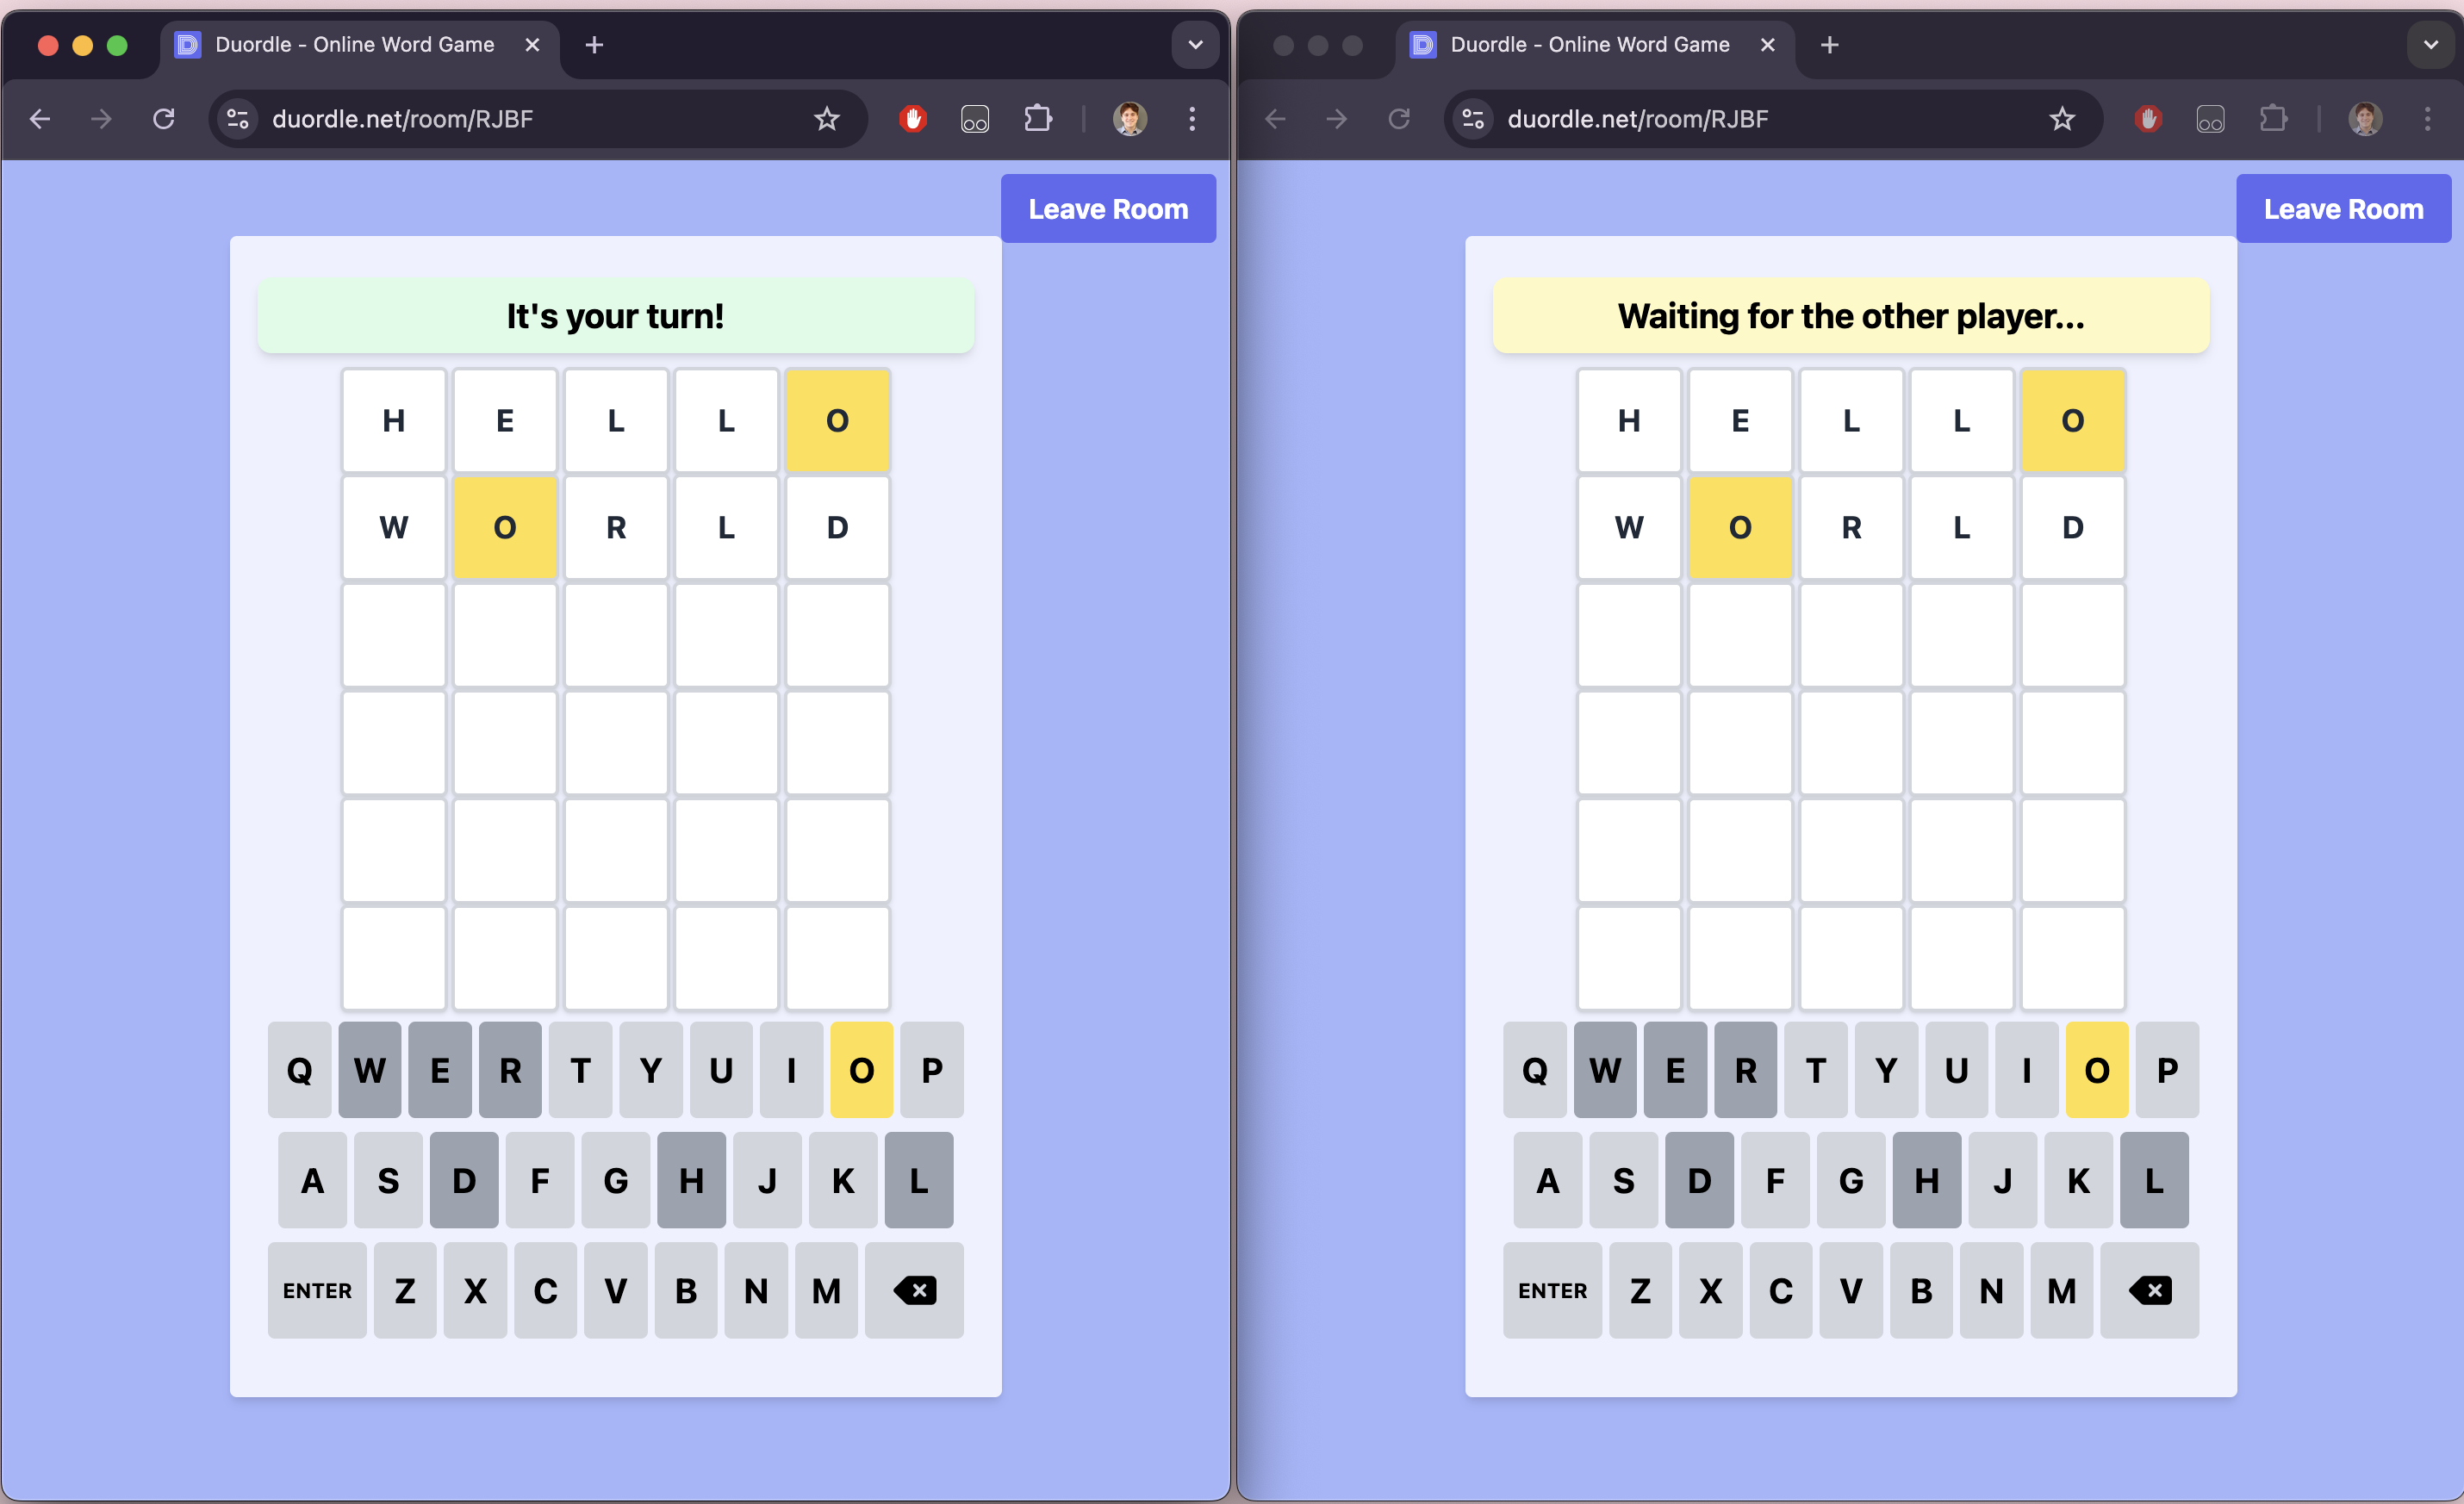 Duordle - Online Word Game
duordle.net/room/RJBF
Leave Room
It's your turn!
H E L L O
W O R L D
Q W E R T Y U I O P
A S D F G H J K L
ENTER Z X C V B N M
Duordle - Online Word Game
duordle.net/room/RJBF
Leave Room
Waiting for the other player...
H E L L O
W O R L D
Q W E R T Y U I O P
A S D F G H J K L
ENTER Z X C V B N M